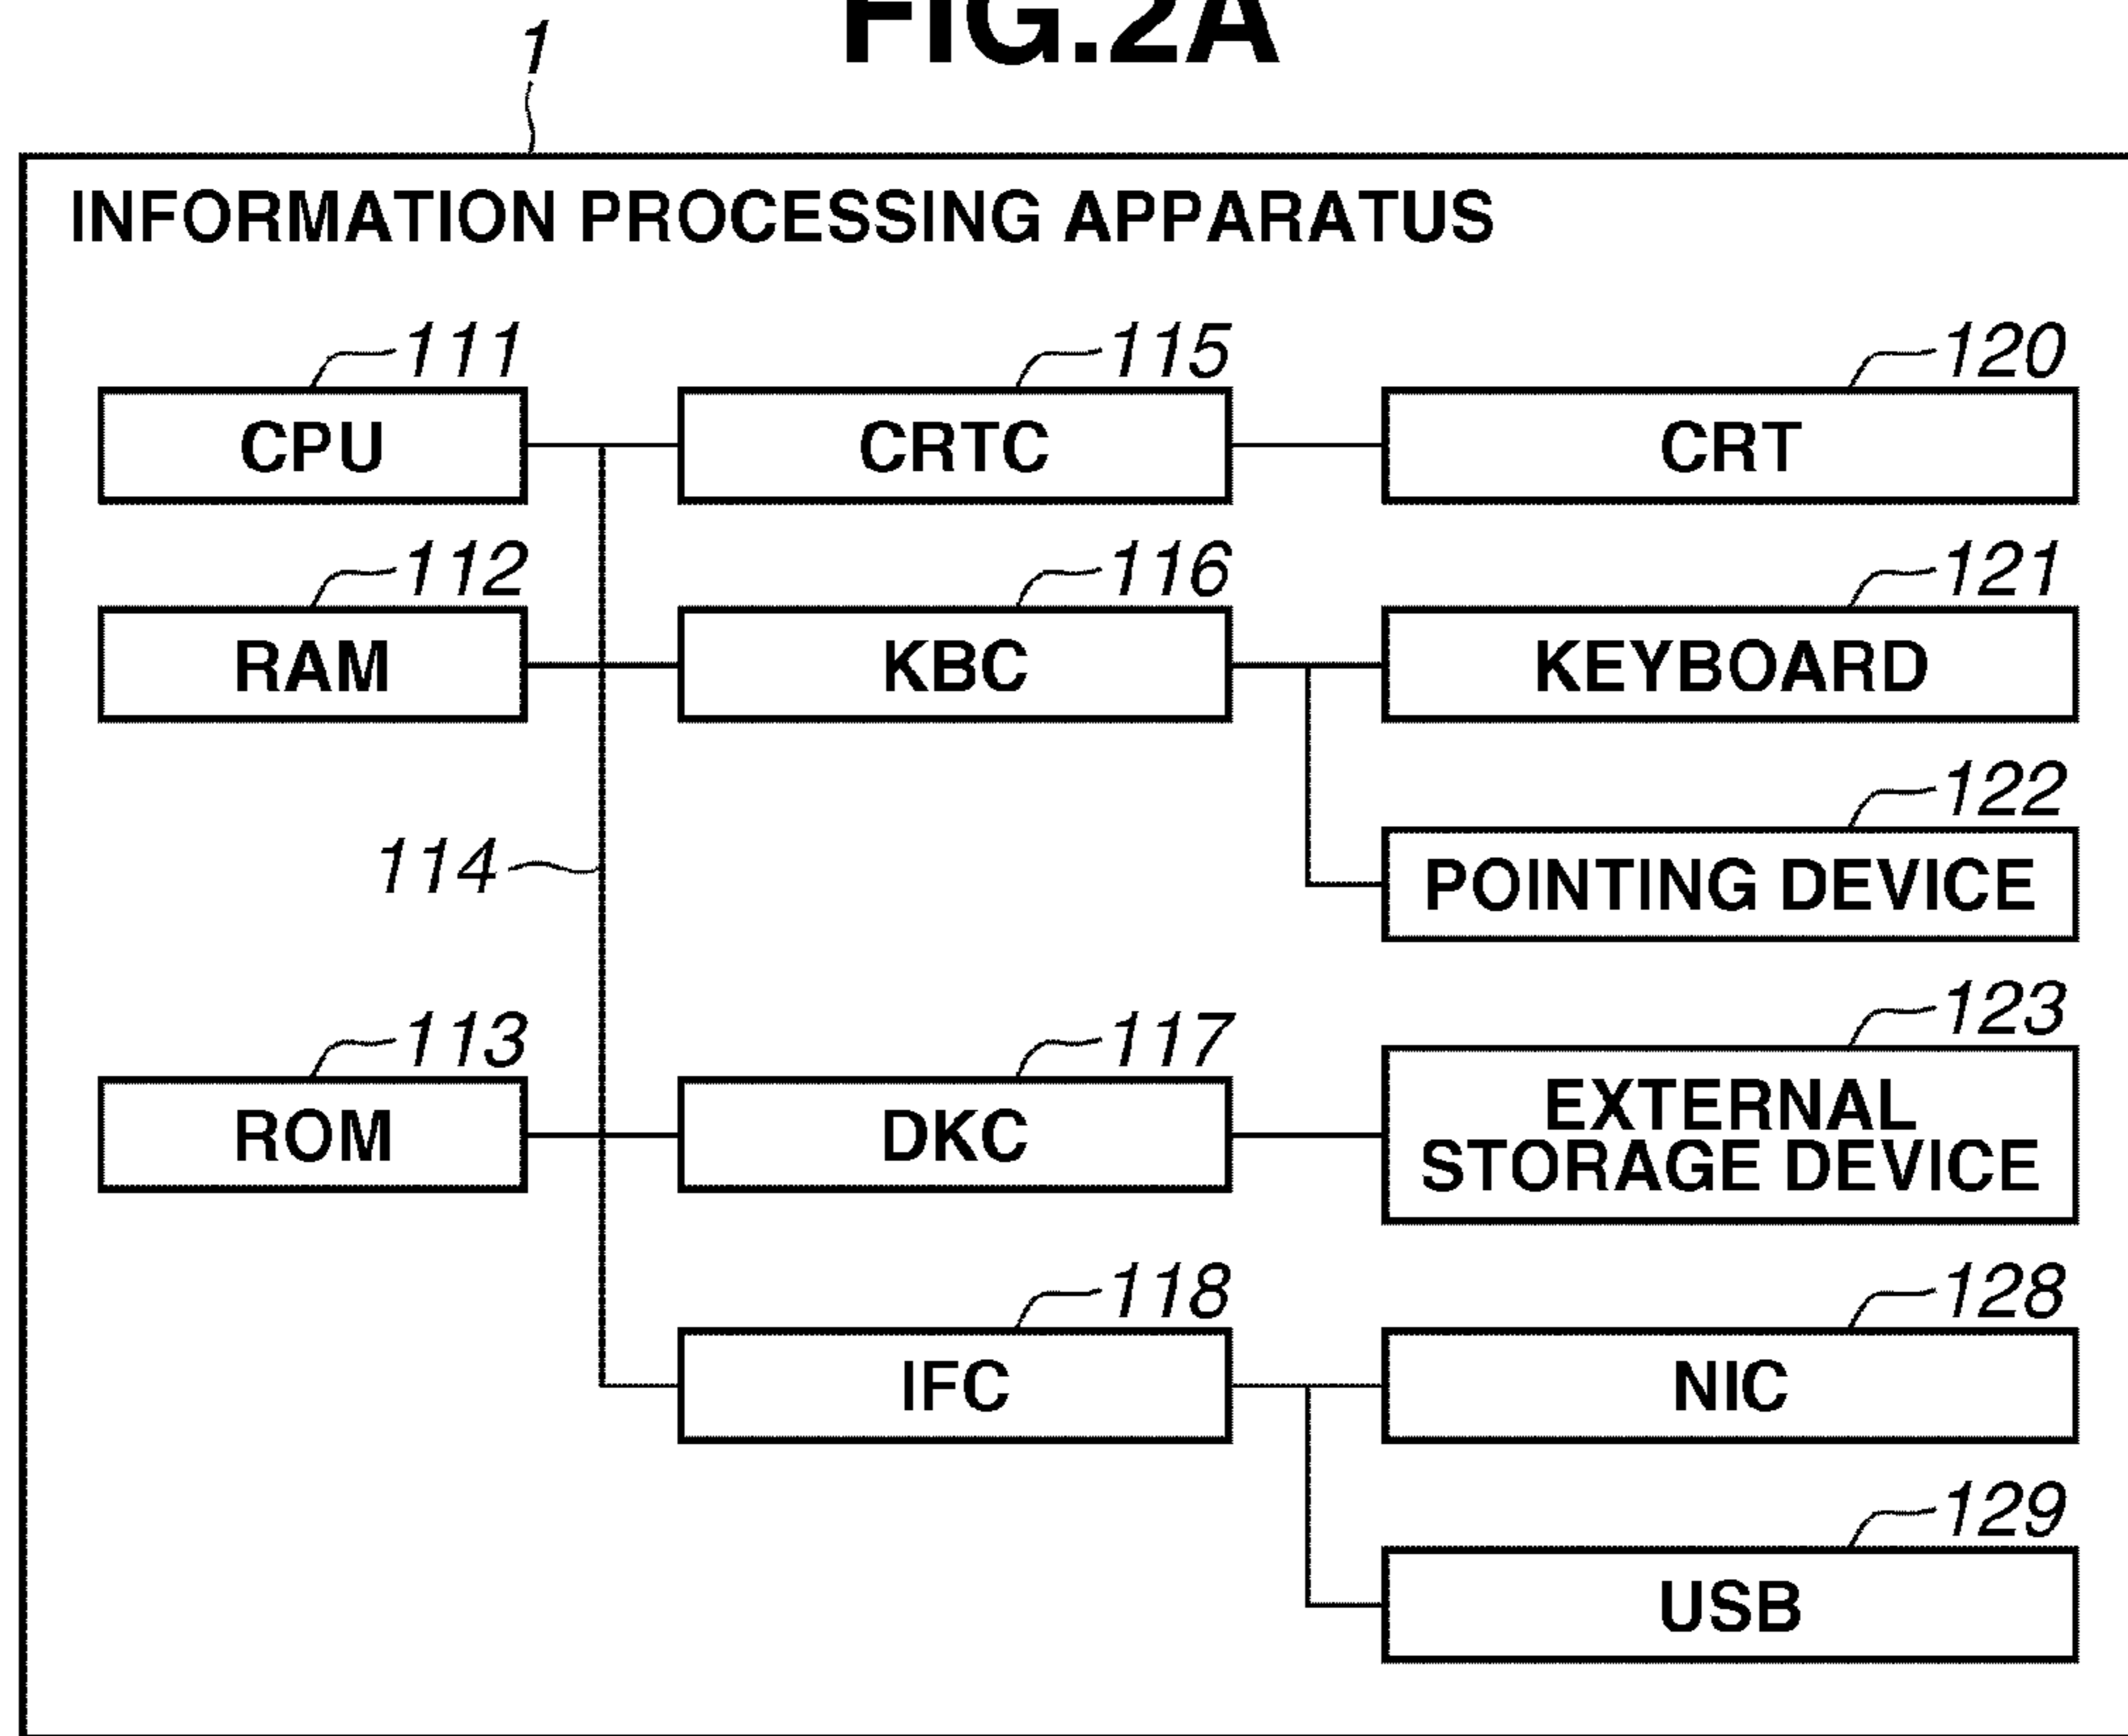 FIG.2A
1
INFORMATION PROCESSING APPARATUS
111
115
120
CPU
CRTC
CRT
112
116
121
RAM
KBC
KEYBOARD
122
114
POINTING DEVICE
123
113
117
ROM
DKC
EXTERNAL
STORAGE DEVICE
118
128
IFC
NIC
129
USB